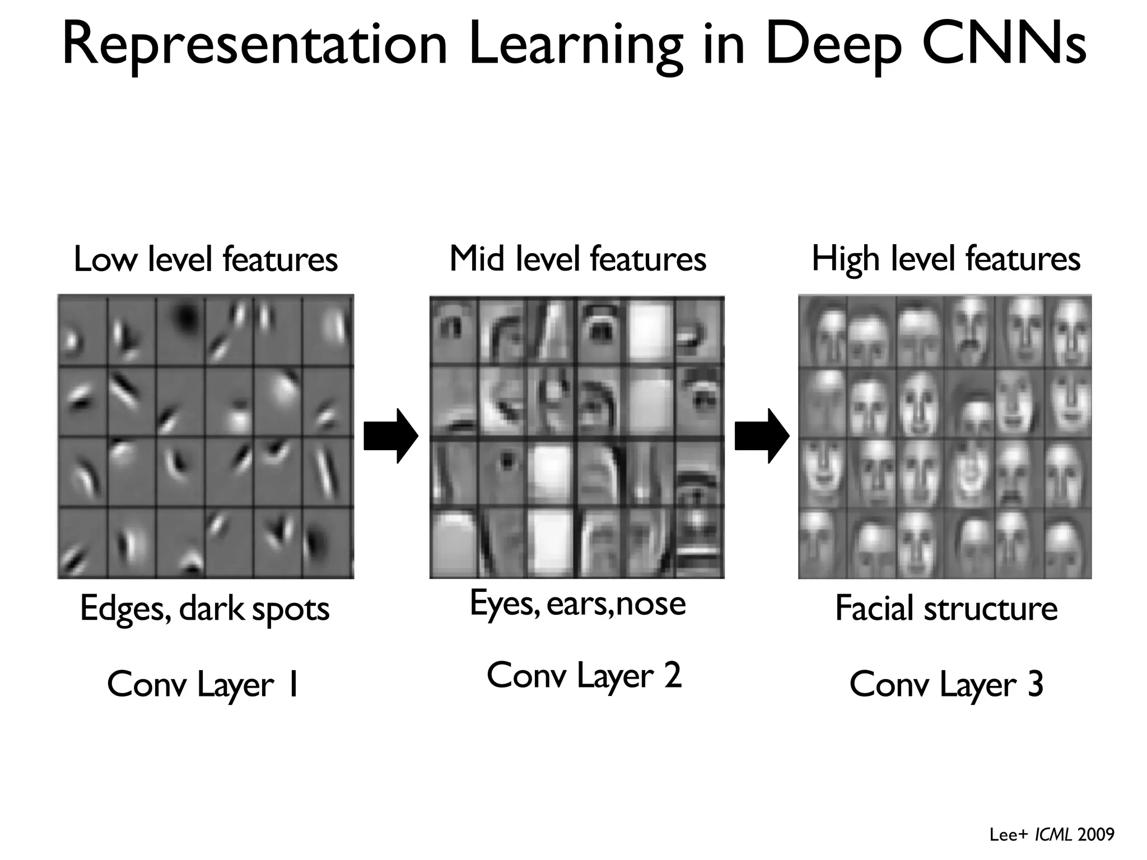 Representation Learning in Deep CNNs
Low level features
Mid level features
High level features
Edges, dark spots
Eyes, ears,nose
Facial structure
Conv Layer 1
Conv Layer 2
Conv Layer 3
Lee+ ICML 2009